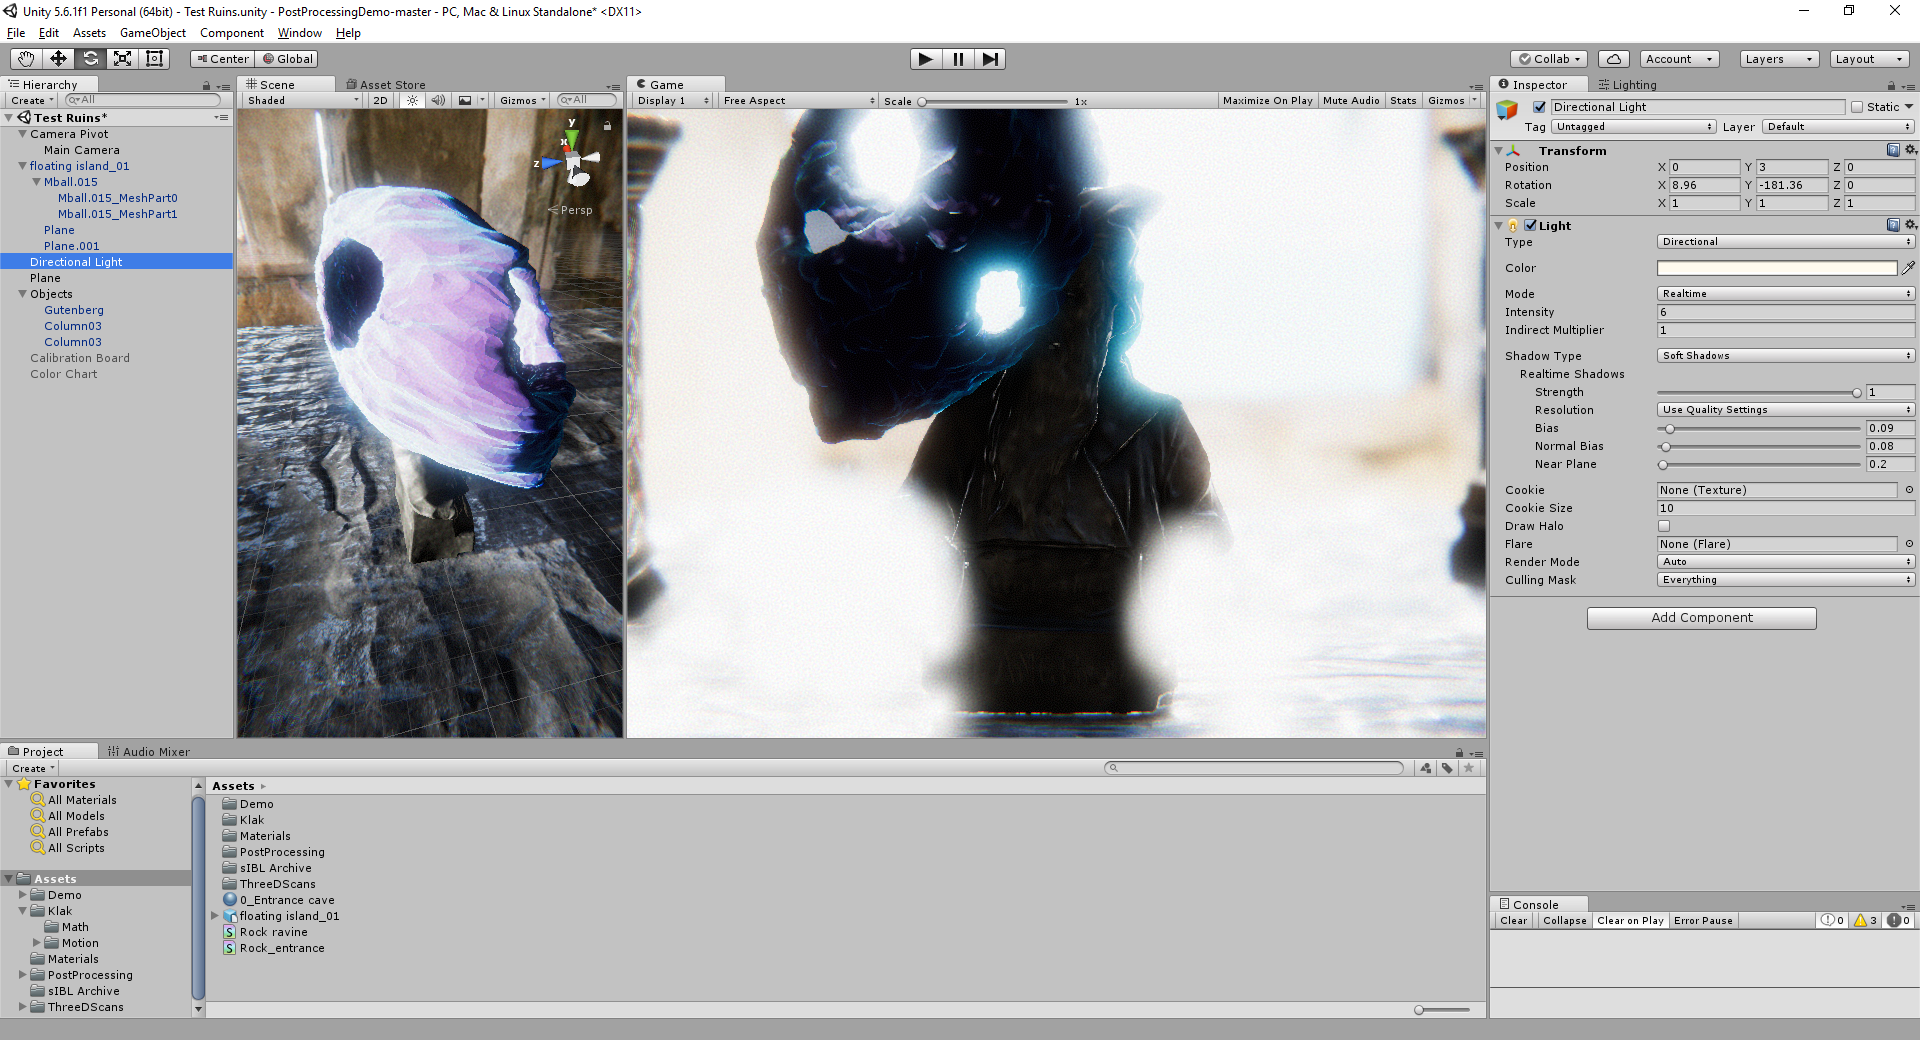 Unity 5.6.1f1 Personal (64bit) - Test Ruins.unity - PostProcessingDemo-master - PC, Mac & Linux Standalone* <DX11>
File Edit Assets GameObject Component Window Help
Center Global Collab Account Layers Layout
Hierarchy
Create All
Test Ruins*
Camera Pivot
Main Camera
floating island_01
Mball.015
Mball.015_MeshPart0
Mball.015_MeshPart1
Plane
Plane.001
Directional Light
Plane
Objects
Gutenberg
Column03
Column03
Calibration Board
Color Chart
Scene Asset Store
Shaded 2D Gizmos All
y
x
z
Persp
Game
Display 1 Free Aspect Scale 1x Maximize On Play Mute Audio Stats Gizmos
Inspector Lighting
Directional Light Static
Tag Untagged Layer Default
Transform
Position X 0 Y 3 Z 0
Rotation X 8.96 Y -181.36 Z 0
Scale X 1 Y 1 Z 1
Light
Type Directional
Color
Mode Realtime
Intensity 6
Indirect Multiplier 1
Shadow Type Soft Shadows
Realtime Shadows
Strength 1
Resolution Use Quality Settings
Bias 0.09
Normal Bias 0.08
Near Plane 0.2
Cookie None (Texture)
Cookie Size 10
Draw Halo
Flare None (Flare)
Render Mode Auto
Culling Mask Everything
Add Component
Project Audio Mixer
Create
Favorites
All Materials
All Models
All Prefabs
All Scripts
Assets
Demo
Klak
Math
Motion
Materials
PostProcessing
sIBL Archive
ThreeDScans
Assets
Demo
Klak
Materials
PostProcessing
sIBL Archive
ThreeDScans
0_Entrance cave
floating island_01
Rock ravine
Rock_entrance
Console
Clear Collapse Clear on Play Error Pause 0 3 0